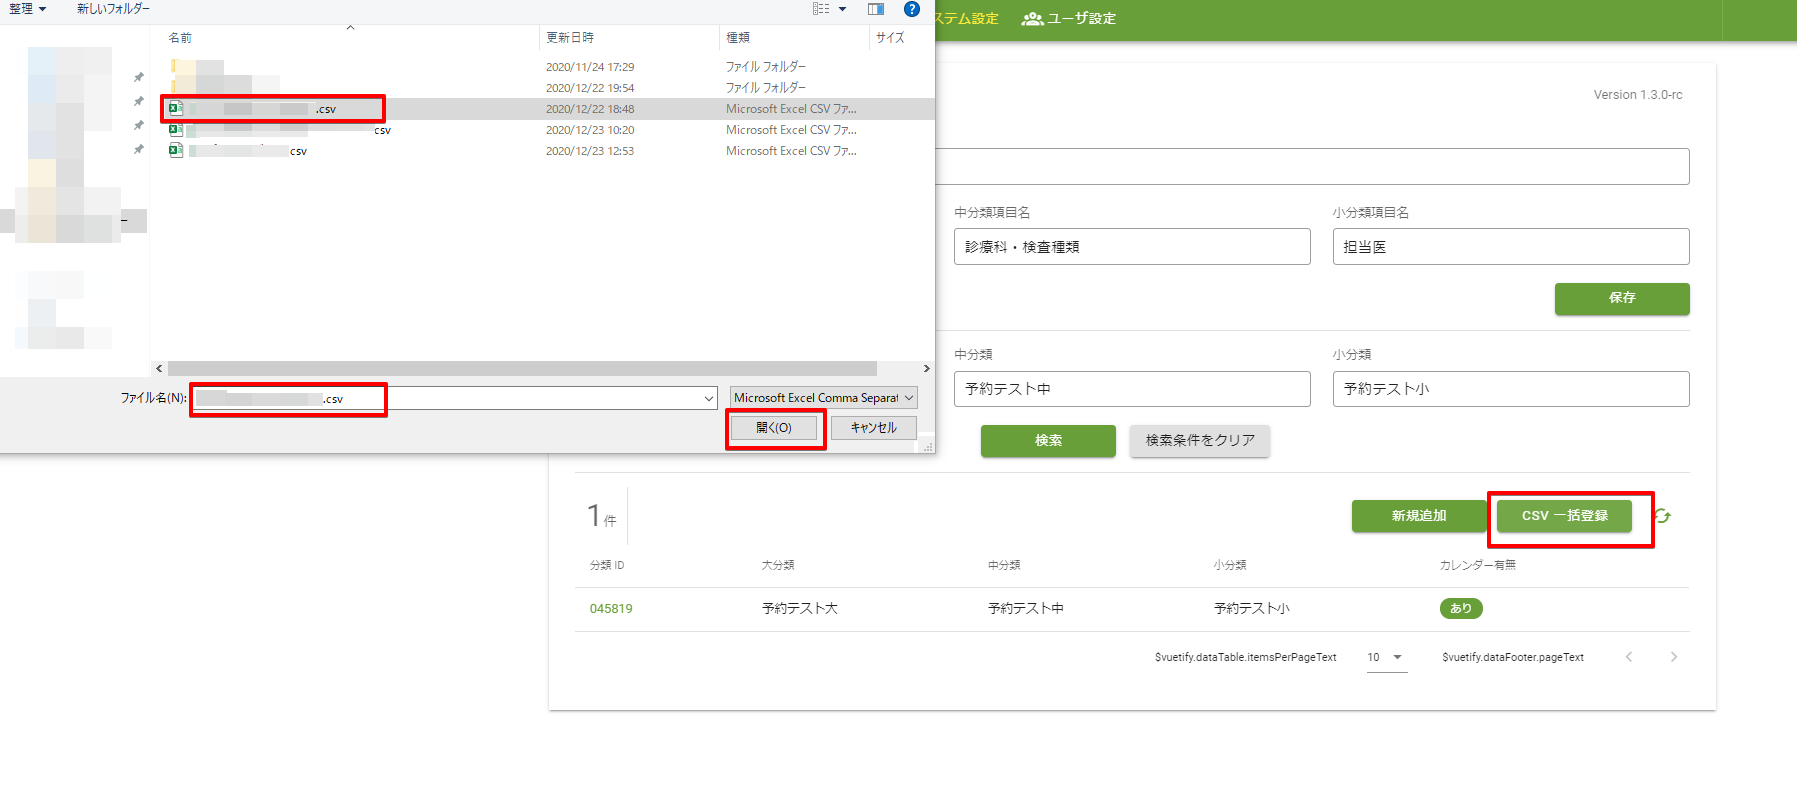 整理 新しいフォルダー
名前 更新日時 種類 サイズ
2020/11/24 17:29 ファイル フォルダー
2020/12/22 19:54 ファイル フォルダー
.csv 2020/12/22 18:48 Microsoft Excel CSV ファ...
csv 2020/12/23 10:20 Microsoft Excel CSV ファ...
csv 2020/12/23 12:53 Microsoft Excel CSV ファ...
ファイル名(N): .csv Microsoft Excel Comma Separat
開く(O) キャンセル
ステム設定 ユーザ設定
Version 1.3.0-rc
中分類項目名 小分類項目名
診療科・検査種類 担当医
保存
中分類 小分類
予約テスト中 予約テスト小
検索 検索条件をクリア
1件 新規追加 CSV 一括登録
分類 ID 大分類 中分類 小分類 カレンダー有無
045819 予約テスト大 予約テスト中 予約テスト小 あり
$vuetify.dataTable.itemsPerPageText 10 $vuetify.dataFooter.pageText